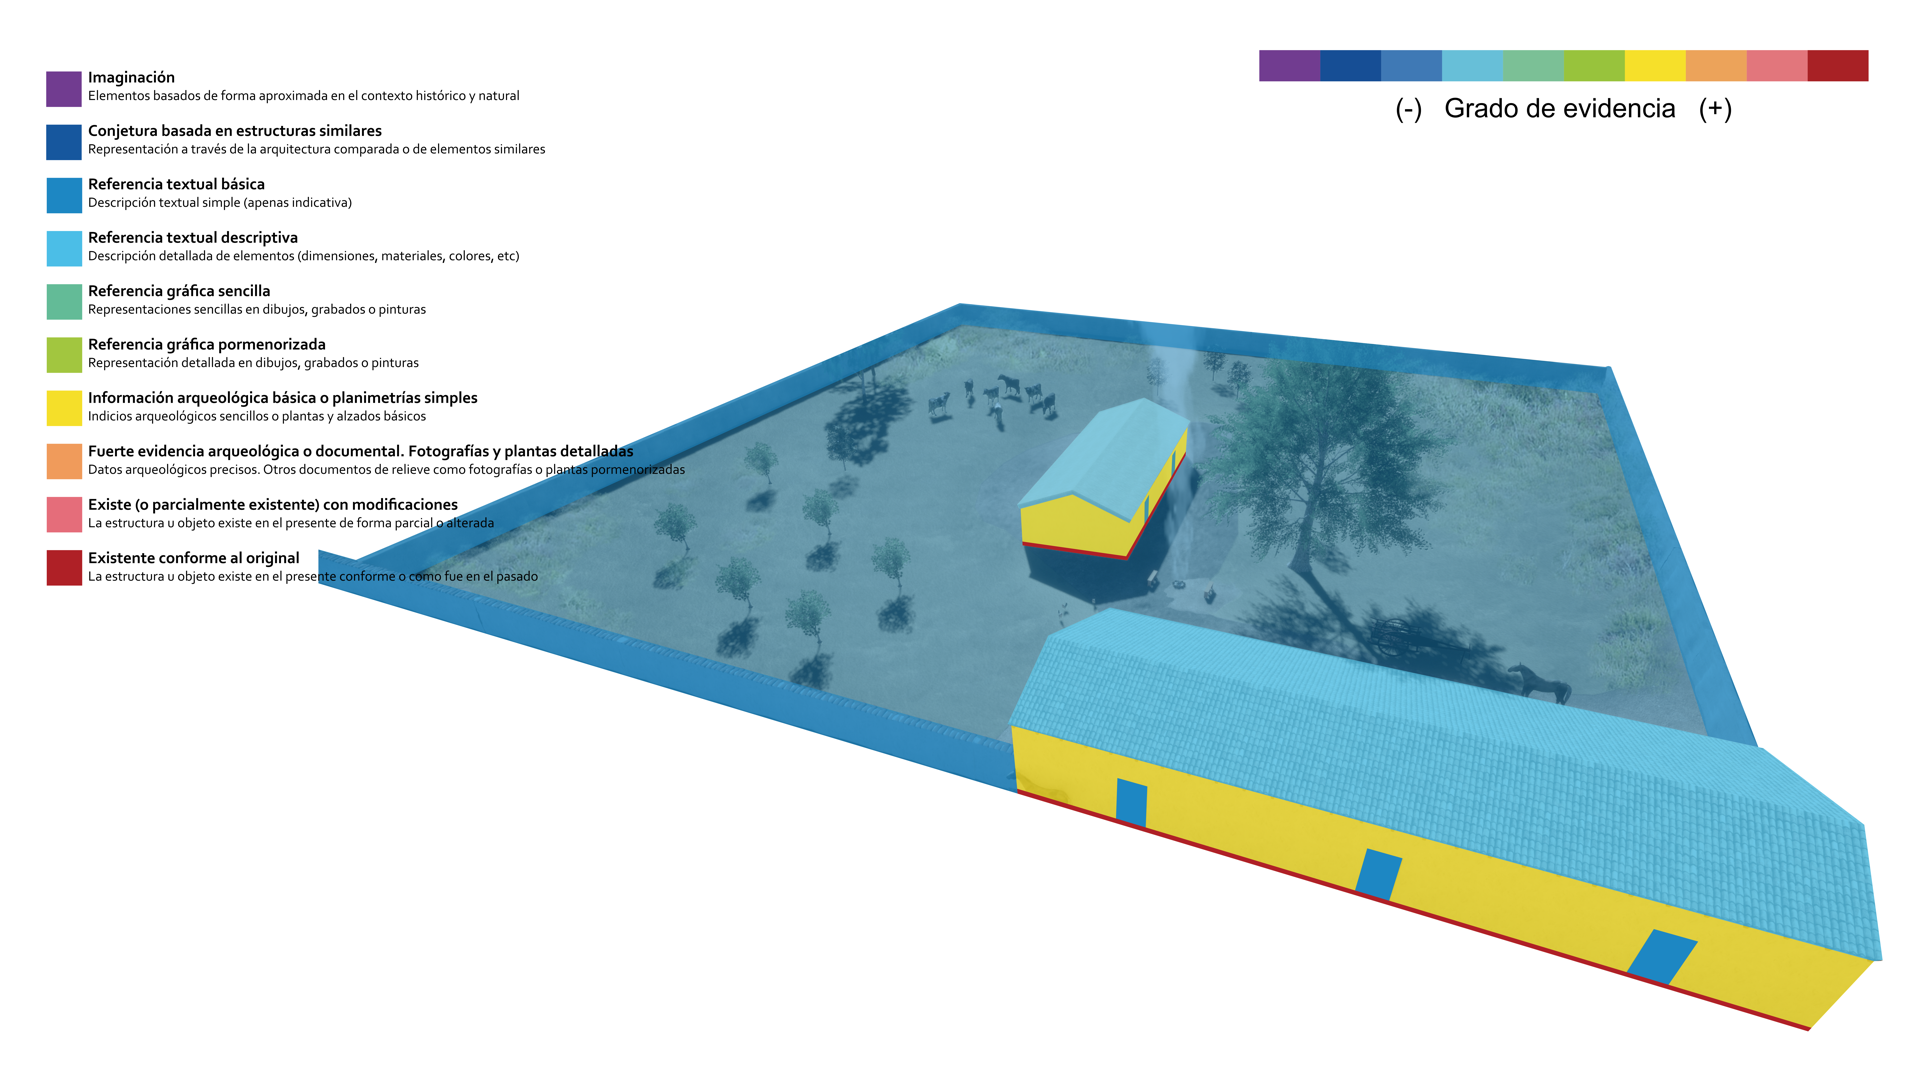 Imaginación
Elementos basados de forma aproximada en el contexto histórico y natural
Conjetura basada en estructuras similares
Representación a través de la arquitectura comparada o de elementos similares
Referencia textual básica
Descripción textual simple (apenas indicativa)
Referencia textual descriptiva
Descripción detallada de elementos (dimensiones, materiales, colores, etc)
Referencia gráfica sencilla
Representaciones sencillas en dibujos, grabados o pinturas
Referencia gráfica pormenorizada
Representación detallada en dibujos, grabados o pinturas
Información arqueológica básica o planimetrías simples
Indicios arqueológicos sencillos o plantas y alzados básicos
Fuerte evidencia arqueológica o documental. Fotografías y plantas detalladas
Datos arqueológicos precisos. Otros documentos de relieve como fotografías o plantas pormenorizadas
Existe (o parcialmente existente) con modificaciones
La estructura u objeto existe en el presente de forma parcial o alterada
Existente conforme al original
La estructura u objeto existe en el presente conforme o como fue en el pasado
(-) Grado de evidencia (+)